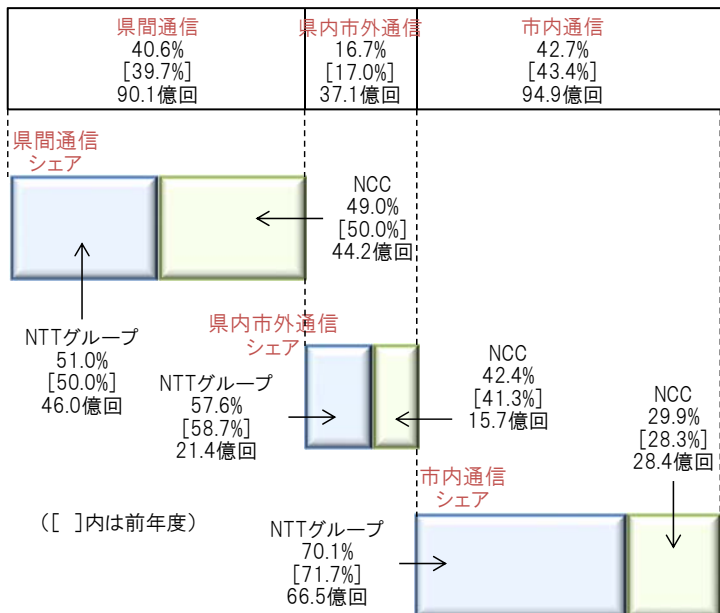 県間通信
40.6%
[39.7%]
90.1億回
県内市外通信
16.7%
[17.0%]
37.1億回
市内通信
42.7%
[43.4%]
94.9億回
県間通信
シェア
NCC
49.0%
[50.0%]
44.2億回
NTTグループ
51.0%
[50.0%]
46.0億回
県内市外通信
シェア
NTTグループ
57.6%
[58.7%]
21.4億回
NCC
42.4%
[41.3%]
15.7億回
NCC
29.9%
[28.3%]
28.4億回
市内通信
シェア
NTTグループ
70.1%
[71.7%]
66.5億回
（[ ]内は前年度）